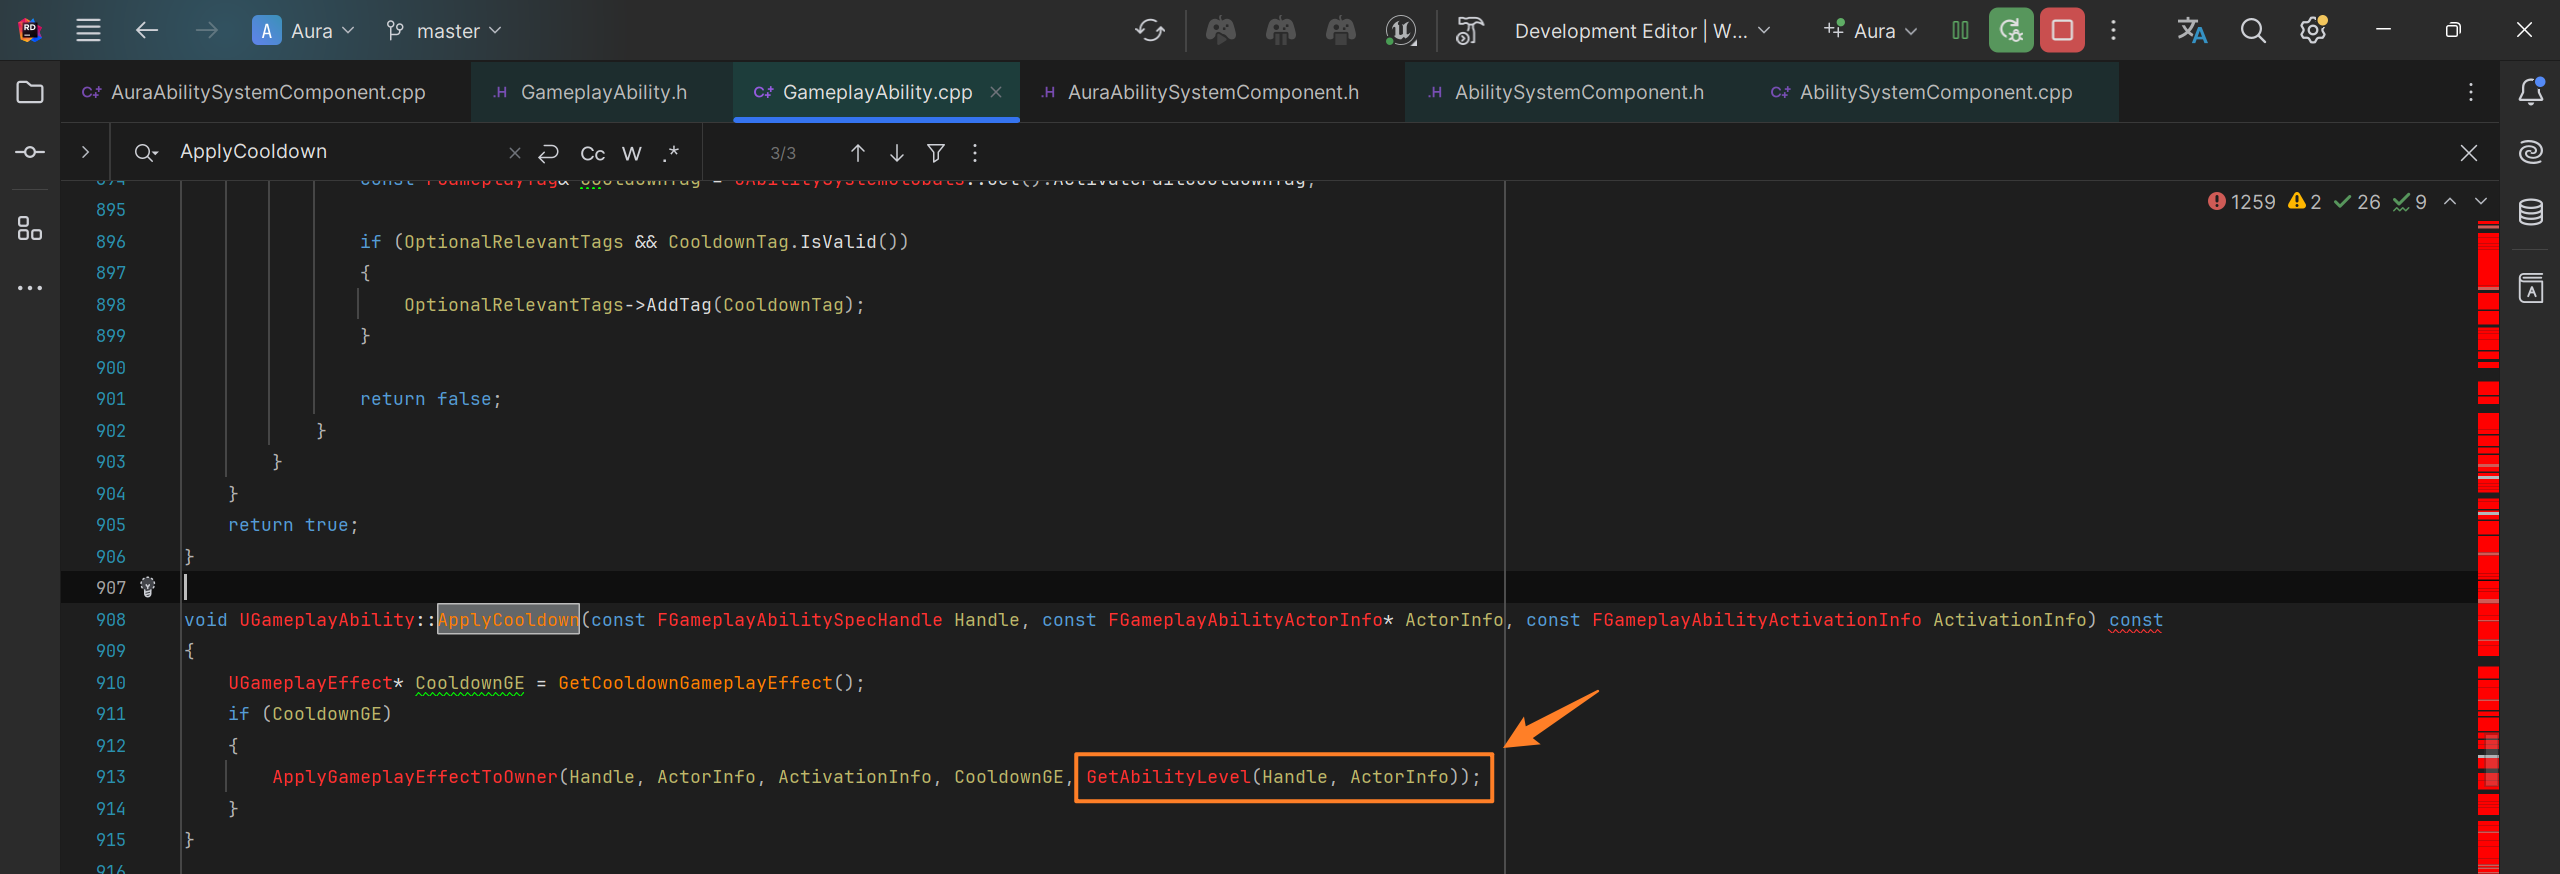 A Aura master Development Editor | W... Aura
AuraAbilitySystemComponent.cpp GameplayAbility.h GameplayAbility.cpp AuraAbilitySystemComponent.h AbilitySystemComponent.h AbilitySystemComponent.cpp
ApplyCooldown Cc W .* 3/3
1259 2 26 9
895
896 if (OptionalRelevantTags && CooldownTag.IsValid())
897 {
898 OptionalRelevantTags->AddTag(CooldownTag);
899 }
900
901 return false;
902 }
903 }
904 }
905 return true;
906 }
907
908 void UGameplayAbility::ApplyCooldown(const FGameplayAbilitySpecHandle Handle, const FGameplayAbilityActorInfo* ActorInfo, const FGameplayAbilityActivationInfo ActivationInfo) const
909 {
910 UGameplayEffect* CooldownGE = GetCooldownGameplayEffect();
911 if (CooldownGE)
912 {
913 ApplyGameplayEffectToOwner(Handle, ActorInfo, ActivationInfo, CooldownGE, GetAbilityLevel(Handle, ActorInfo));
914 }
915 }